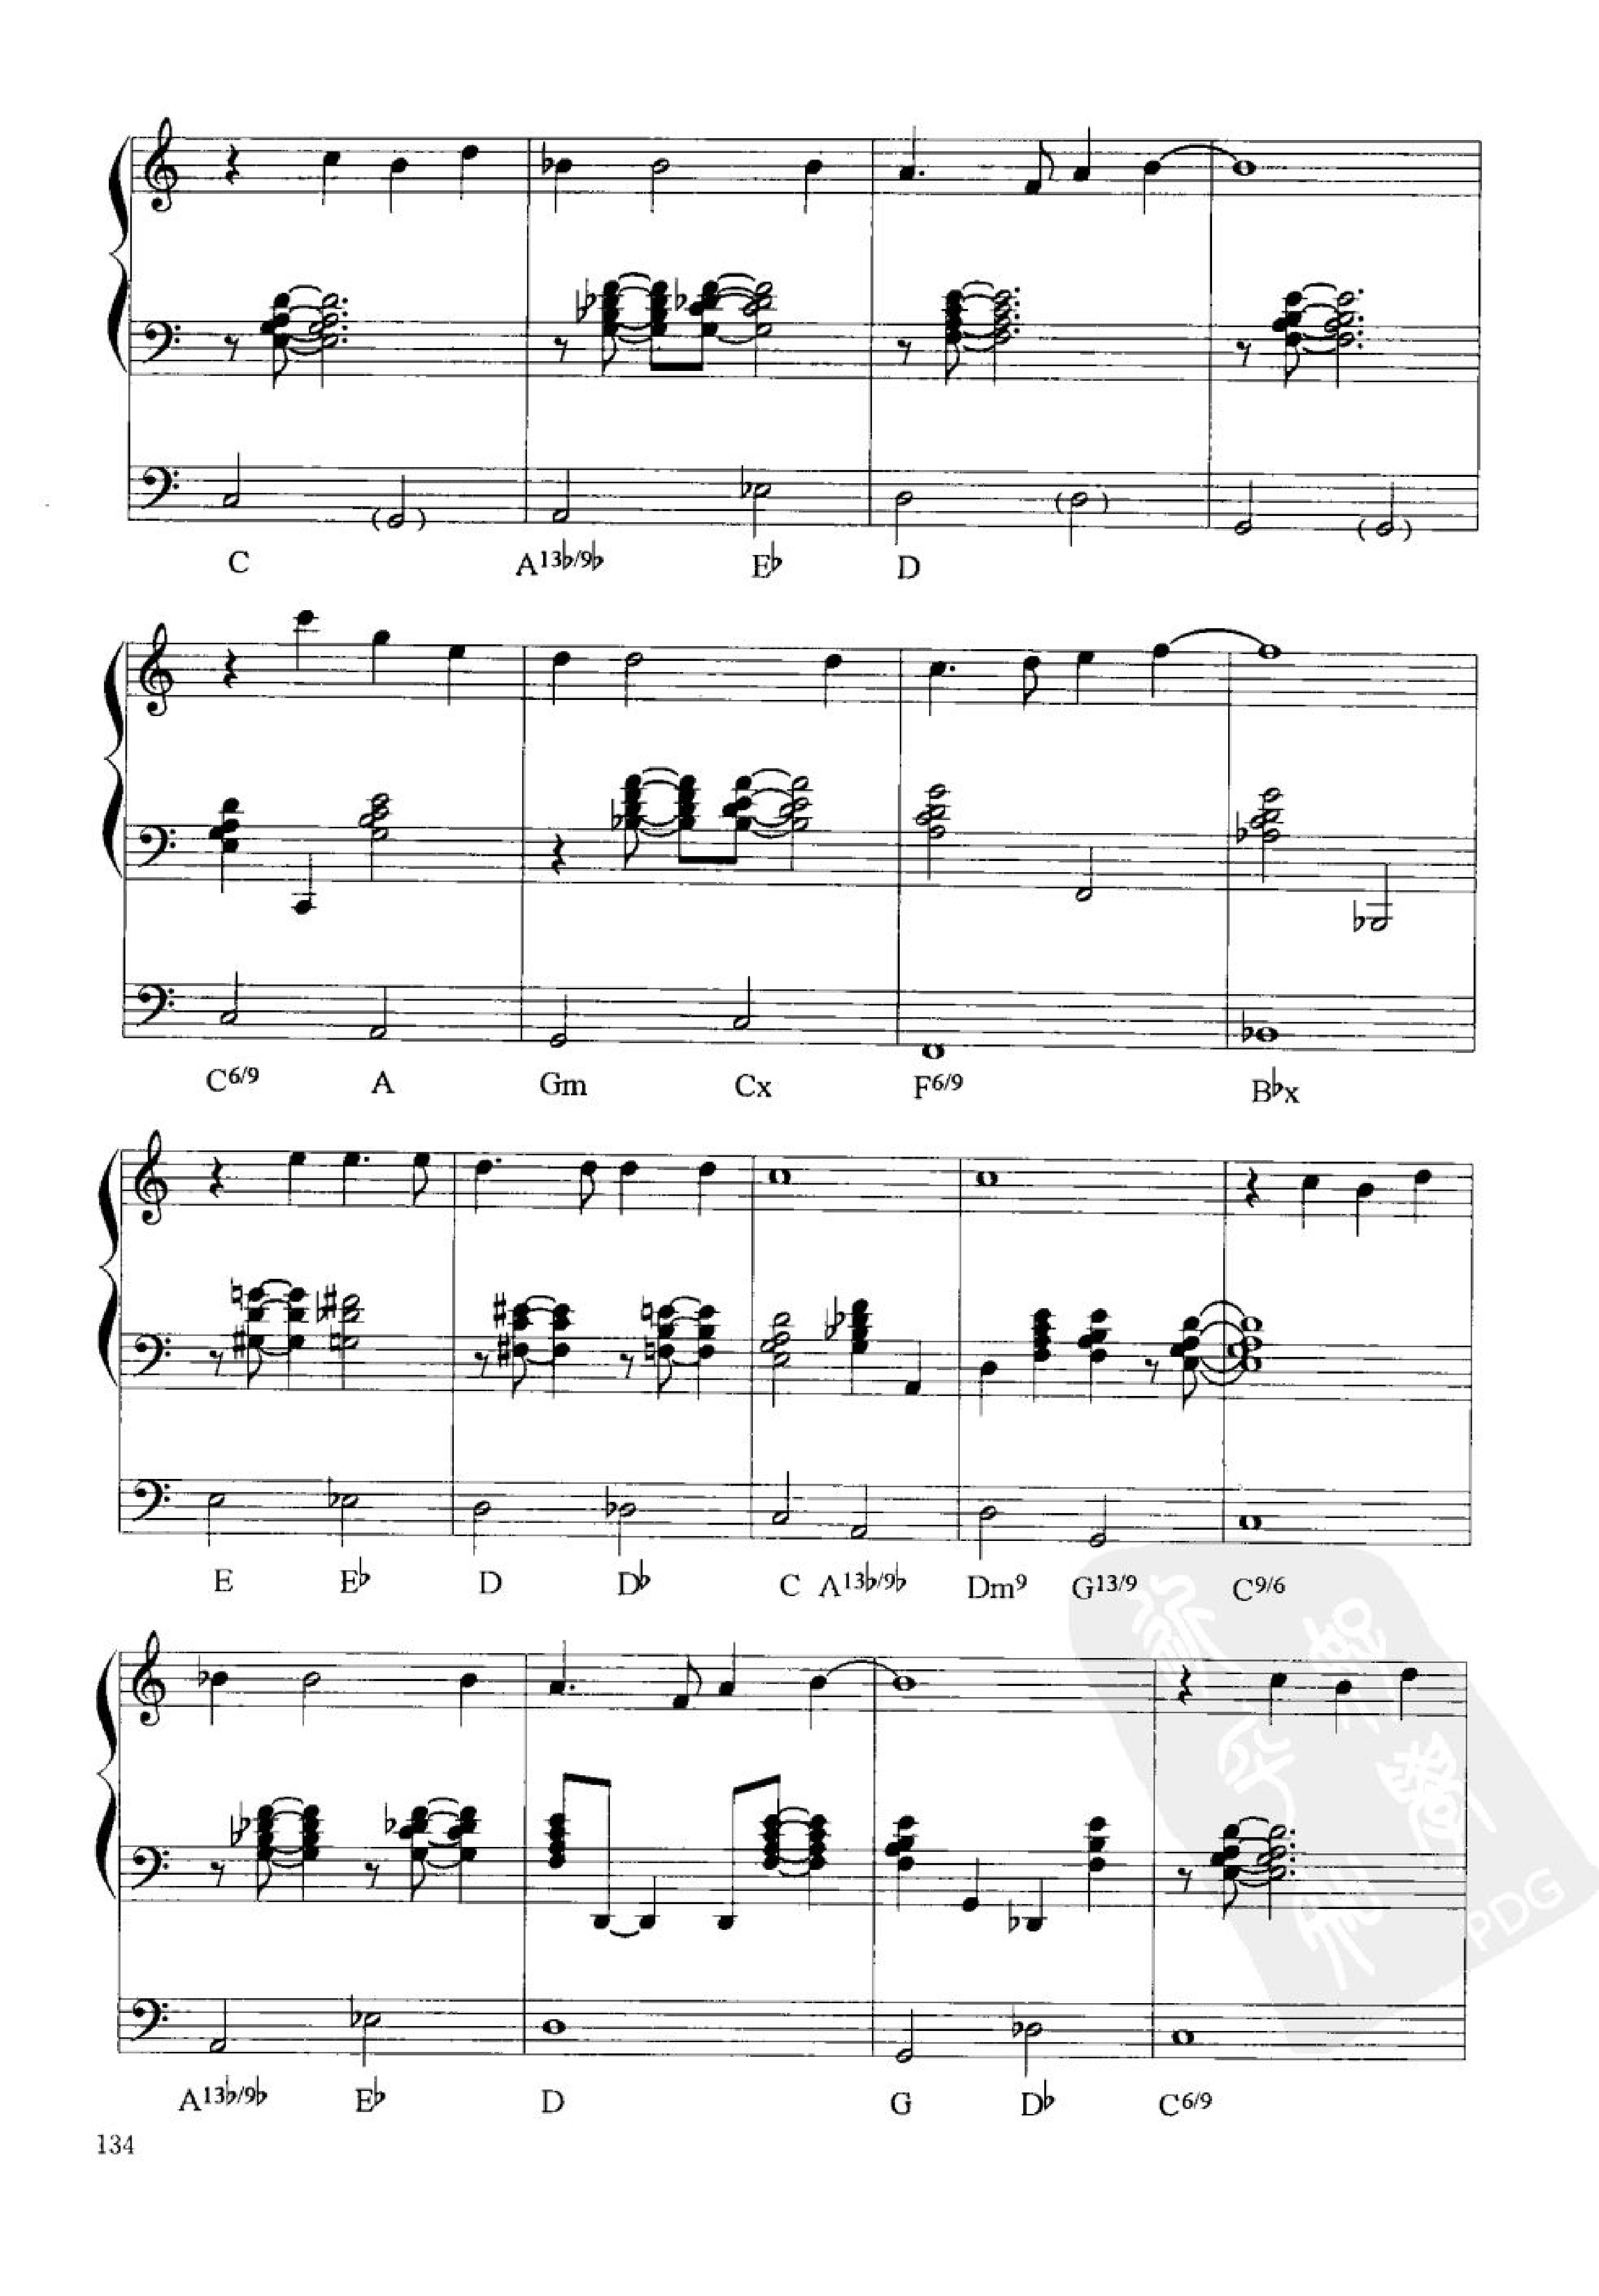 C A13♭/9♭ E♭ D
C6/9 A Gm Cx F6/9 B♭x
E E♭ D D♭ C A13♭/9♭ Dm9 G13/9 C9/6
A13♭/9♭ E♭ D G D♭ C6/9
134
PDG